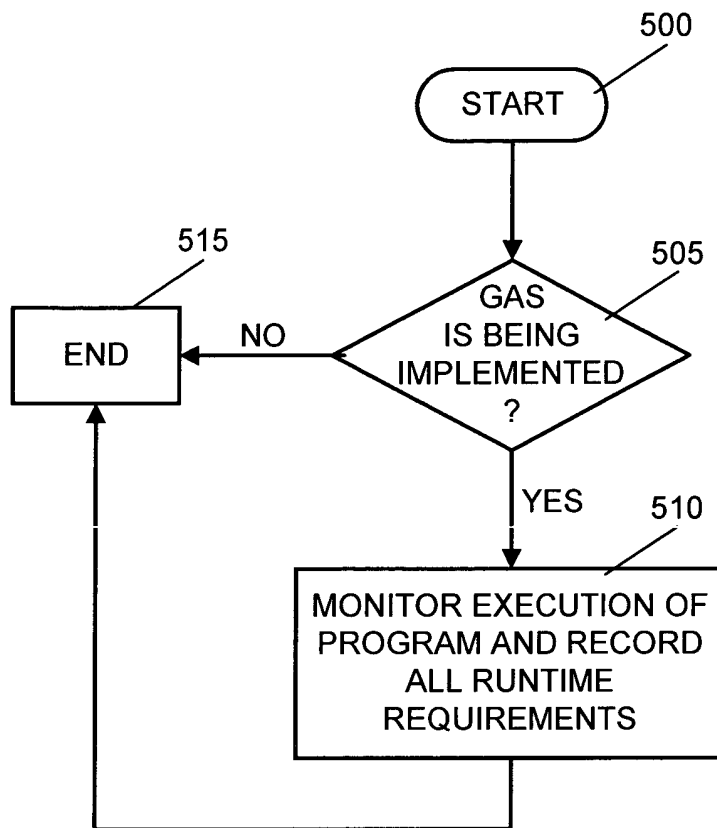 500
START
515
505
GAS
IS BEING
IMPLEMENTED
?
NO
END
YES
510
MONITOR EXECUTION OF
PROGRAM AND RECORD
ALL RUNTIME
REQUIREMENTS